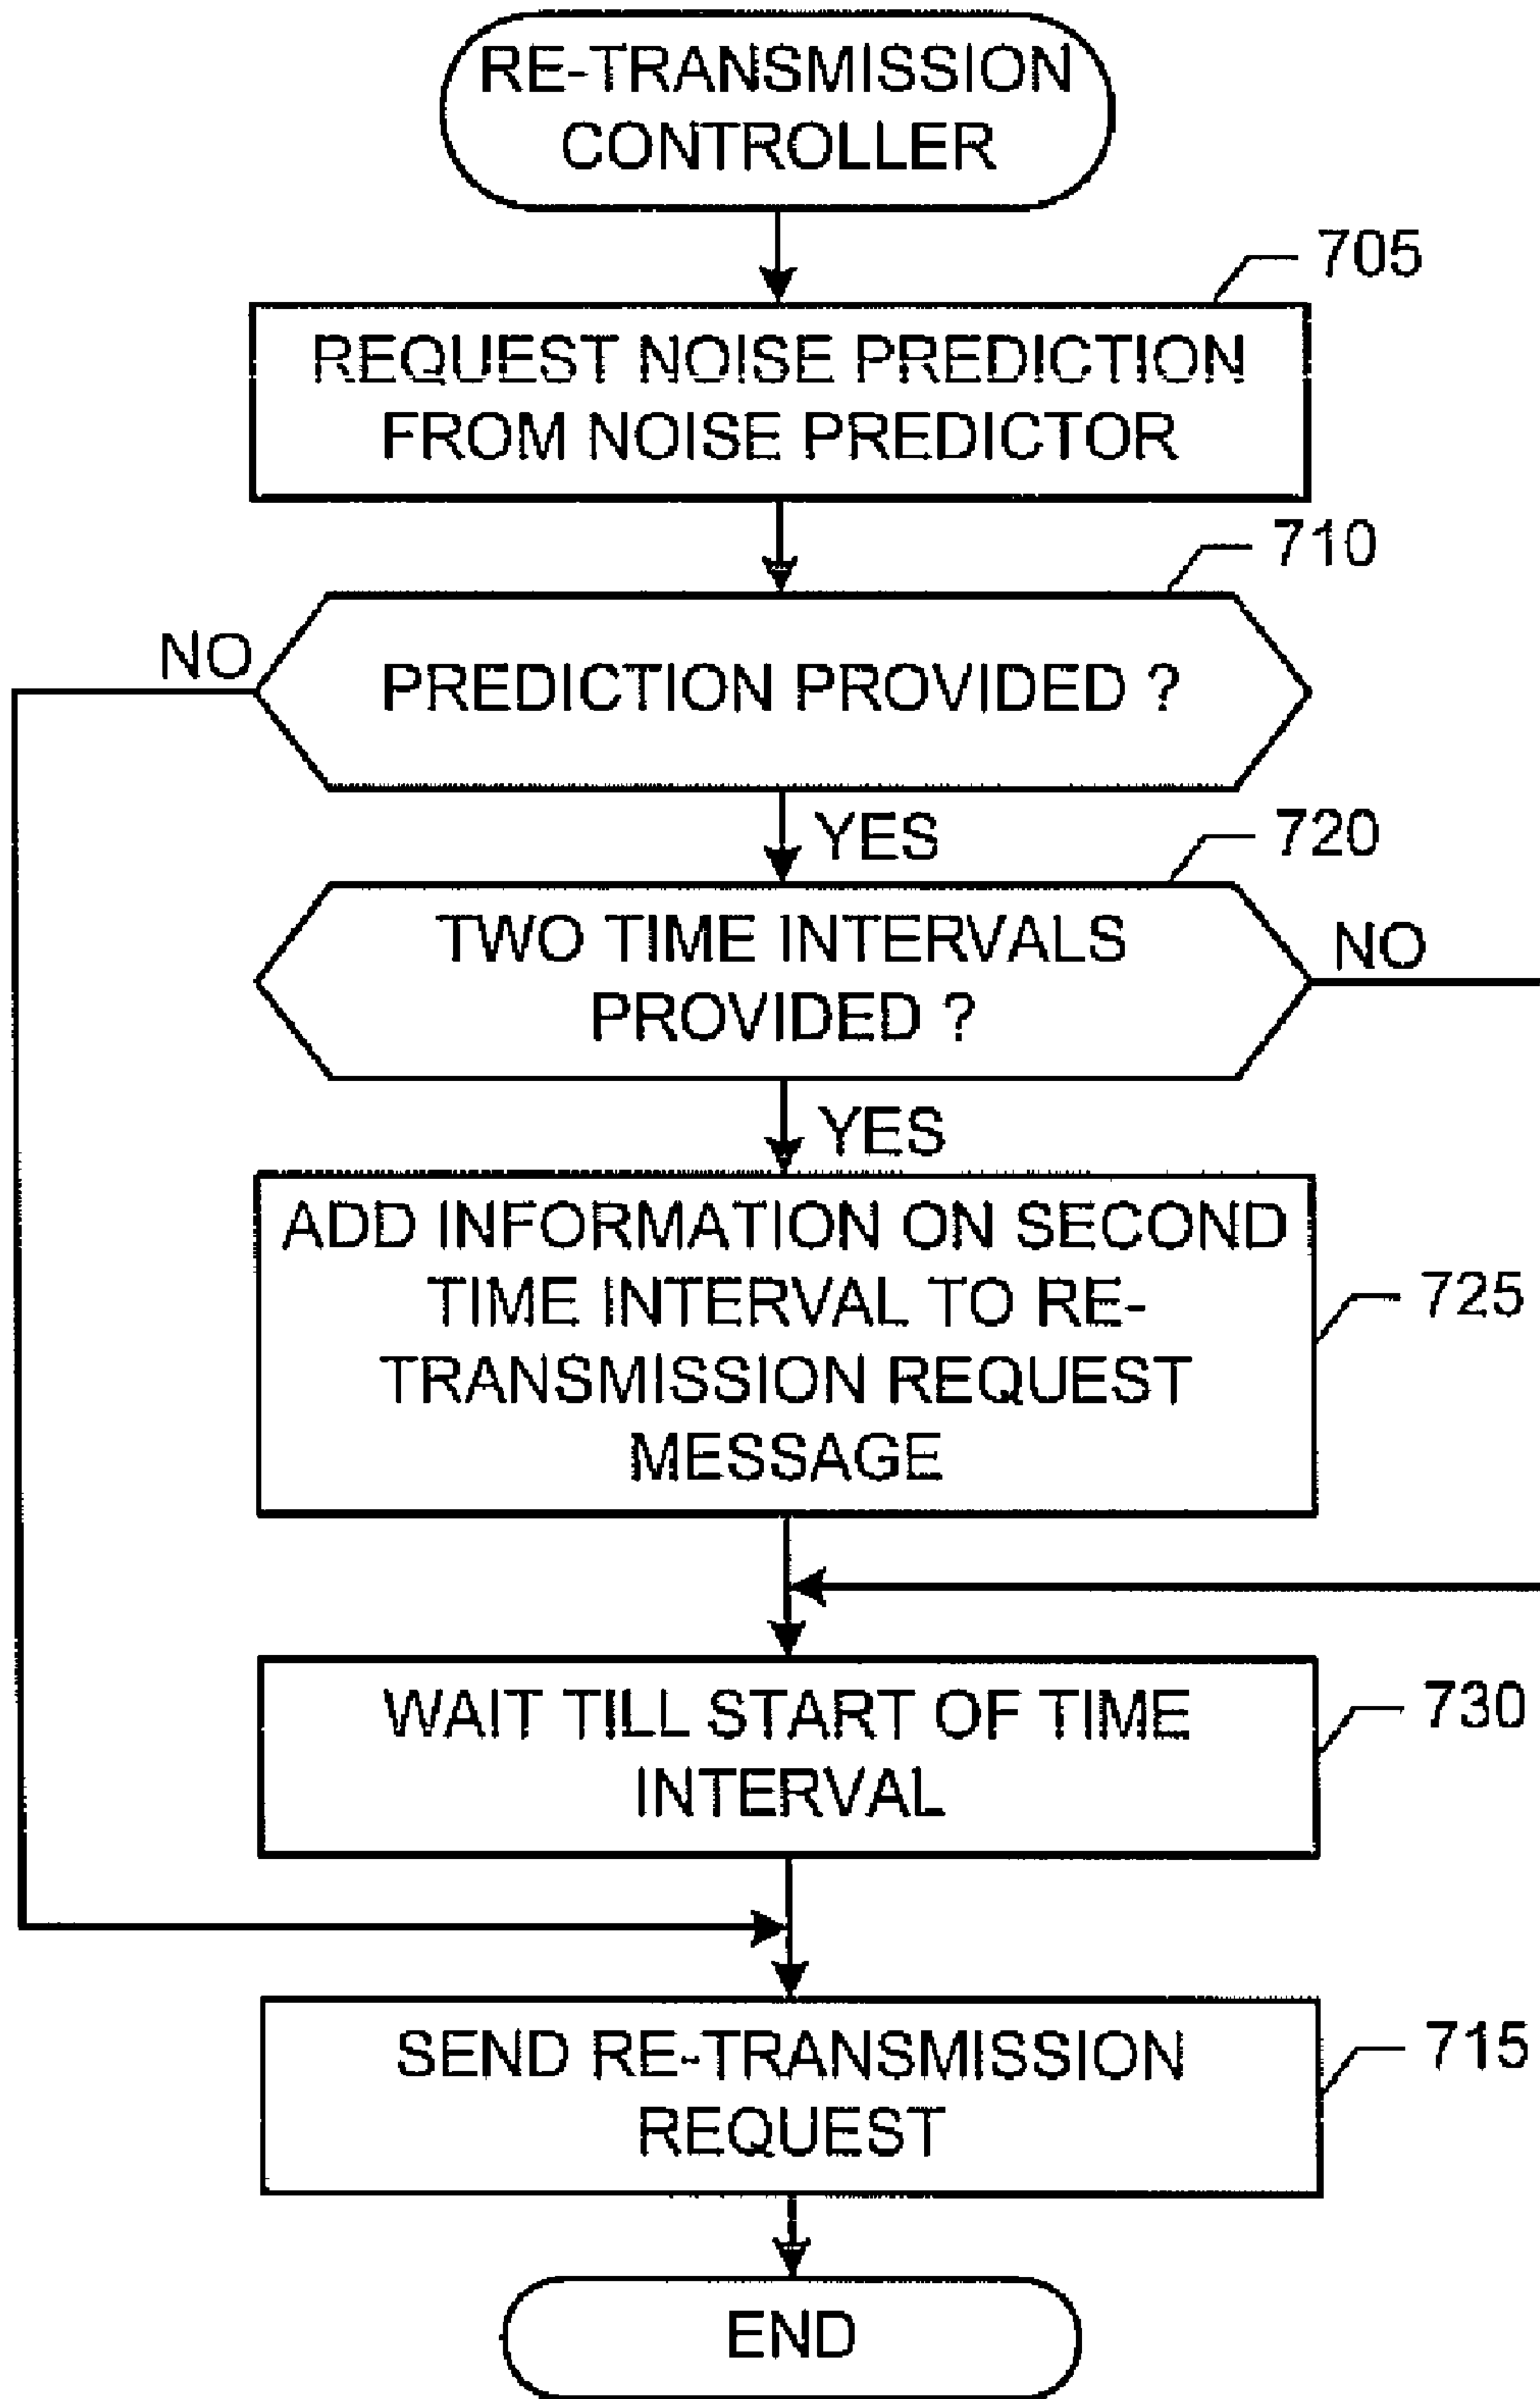 RE-TRANSMISSION
CONTROLLER
705
REQUEST NOISE PREDICTION
FROM NOISE PREDICTOR
710
NO
PREDICTION PROVIDED ?
YES
720
TWO TIME INTERVALS
PROVIDED ?
NO
YES
ADD INFORMATION ON SECOND
TIME INTERVAL TO RE-
TRANSMISSION REQUEST
MESSAGE
725
WAIT TILL START OF TIME
INTERVAL
730
SEND RE-TRANSMISSION
REQUEST
715
END